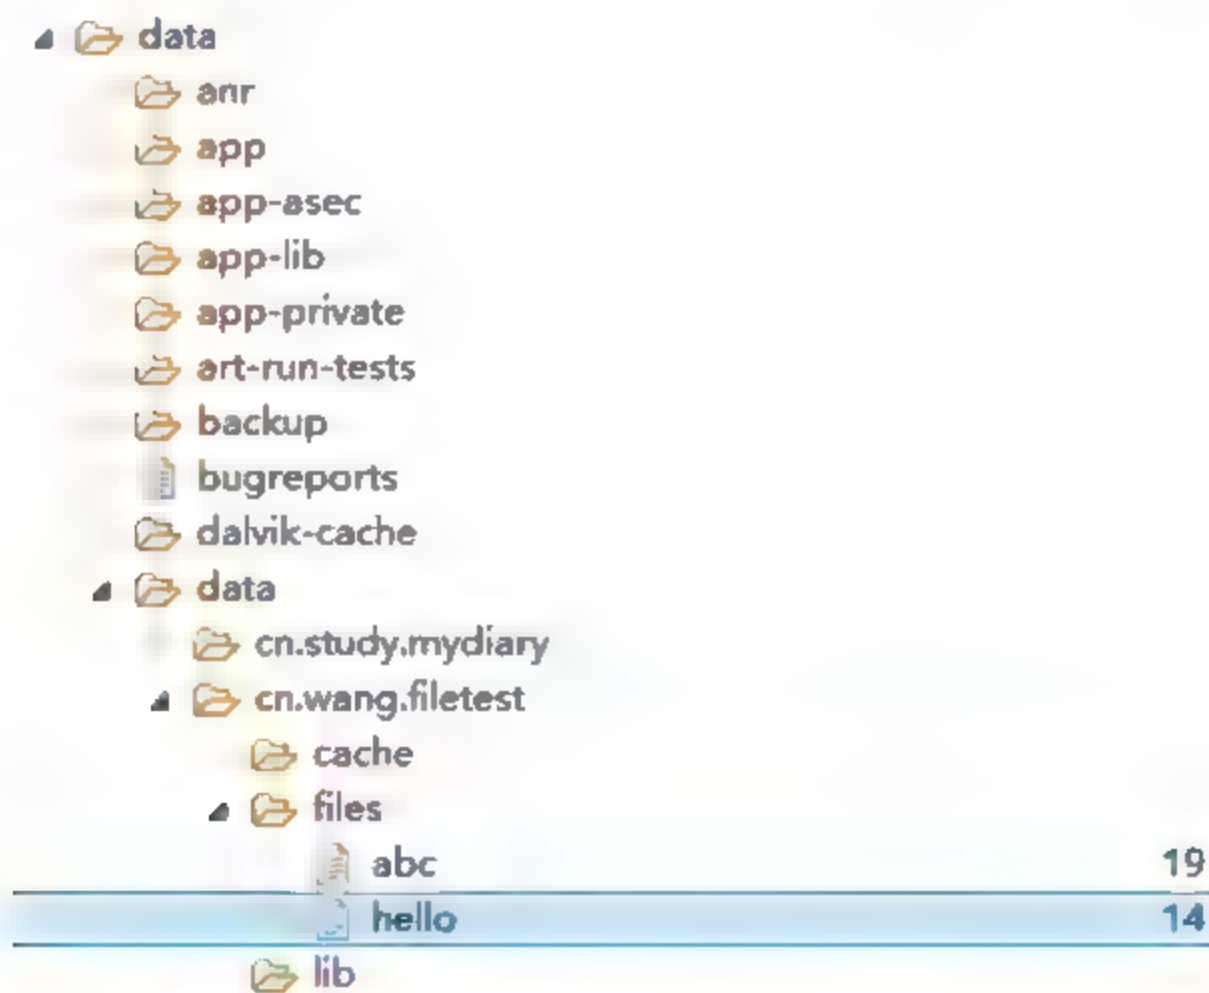 data
anr
app
app-asec
app-lib
app-private
art-run-tests
backup
bugreports
dalvik-cache
data
cn.study.mydiary
cn.wang.filetest
cache
files
abc 19
hello 14
lib